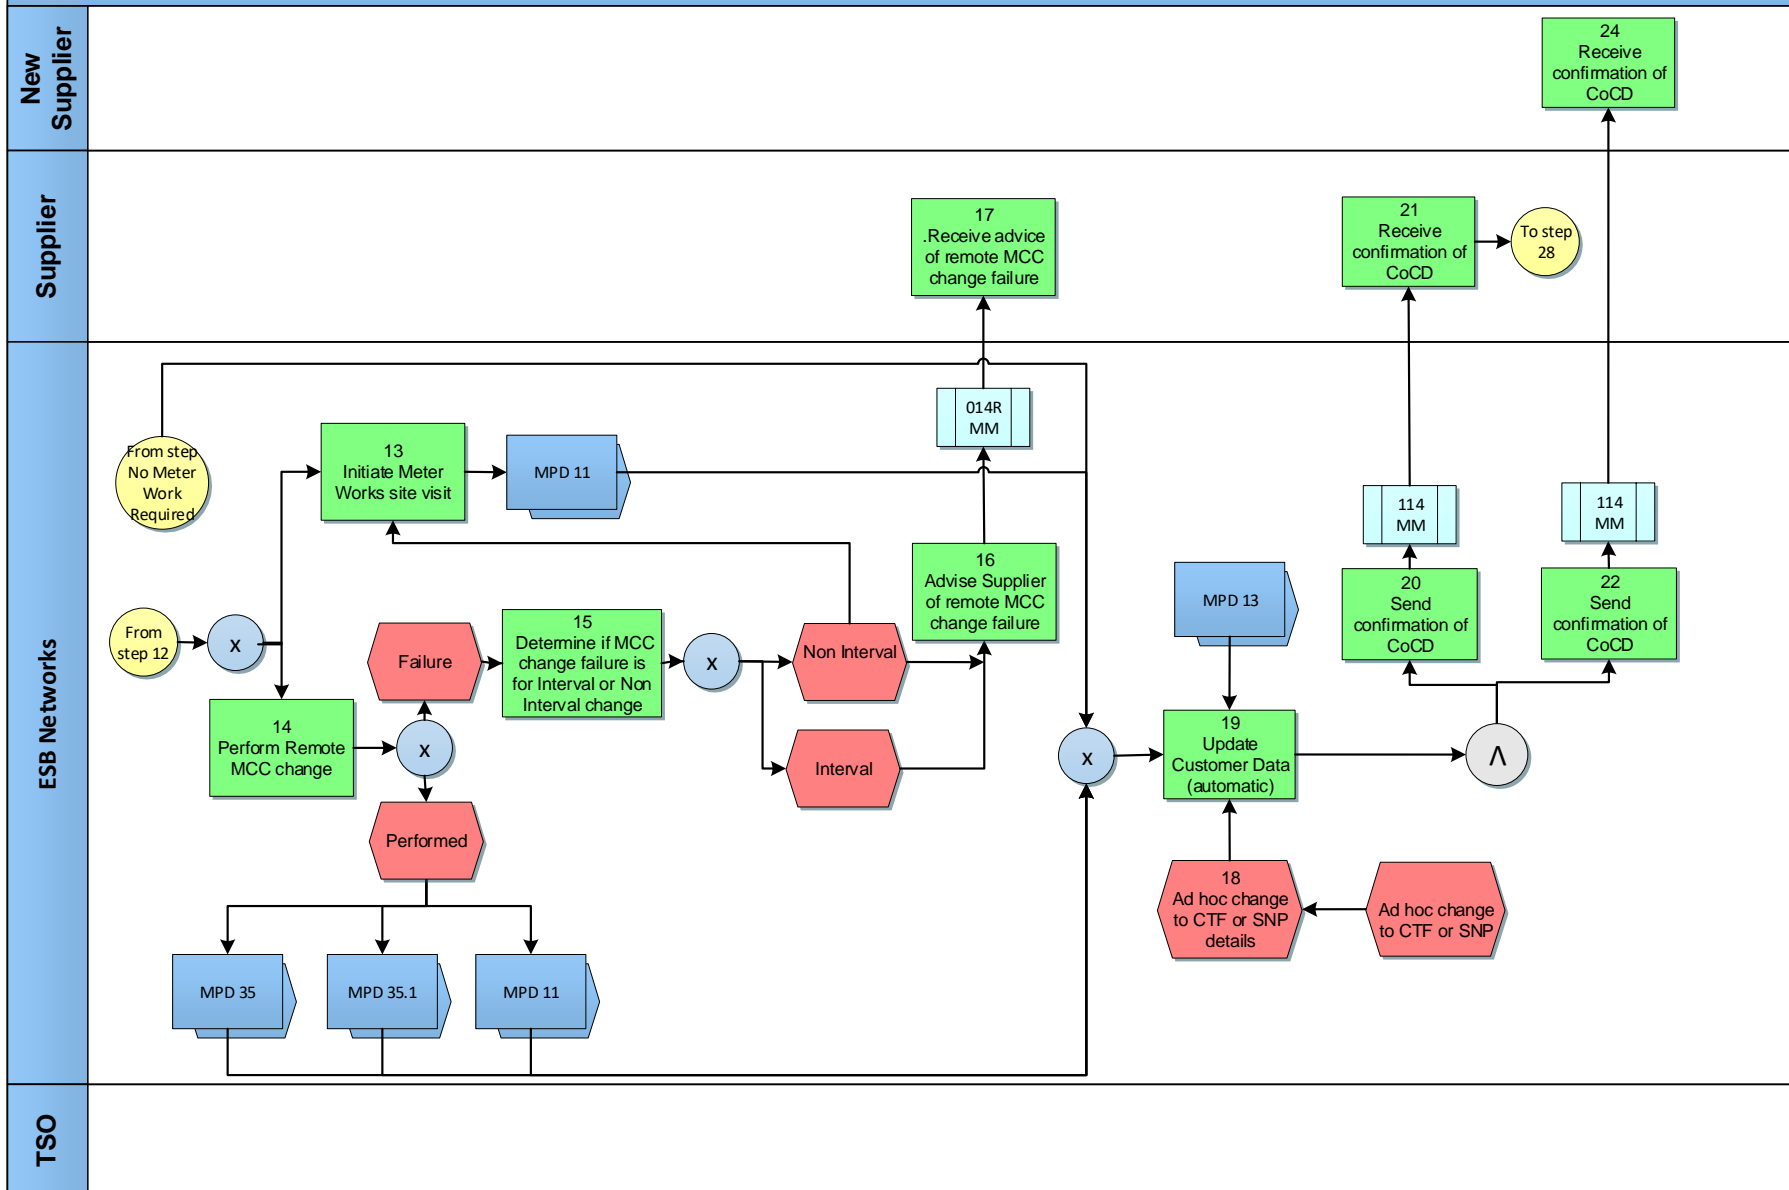 New
Supplier
24
Receive
confirmation of
CoCD
Supplier
17
.Receive advice
of remote MCC
change failure
21
Receive
confirmation of
CoCD
To step
28
ESB Networks
From step
No Meter
Work
Required
13
Initiate Meter
Works site visit
MPD 11
014R
MM
114
MM
114
MM
16
Advise Supplier
of remote MCC
change failure
MPD 13
20
Send
confirmation of
CoCD
22
Send
confirmation of
CoCD
From
step 12
x
Failure
15
Determine if MCC
change failure is
for Interval or Non
Interval change
x
Non Interval
14
Perform Remote
MCC change
x
Interval
x
19
Update
Customer Data
(automatic)
Λ
Performed
18
Ad hoc change
to CTF or SNP
details
Ad hoc change
to CTF or SNP
MPD 35
MPD 35.1
MPD 11
TSO